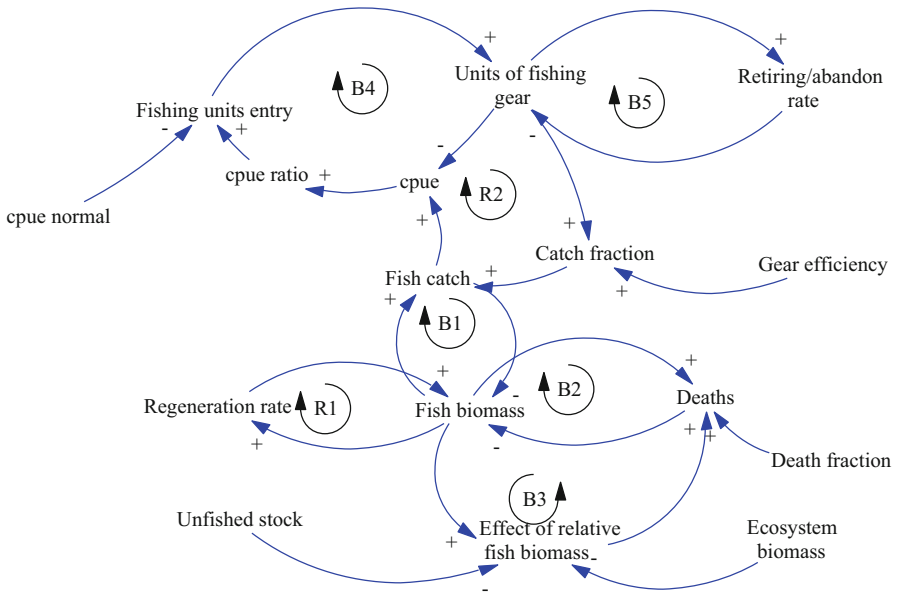 +
+
Units of fishing
gear
Retiring/abandon
rate
B4
B5
Fishing units entry
-
+
-
-
cpue ratio
+
cpue
R2
cpue normal
+
+
Catch fraction
Gear efficiency
Fish catch
+
+
+
B1
+
+
B2
-
Regeneration rate
R1
Fish biomass
Deaths
+
-
+
+
Death fraction
B3
Unfished stock
Effect of relative
fish biomass
+
-
-
Ecosystem
biomass